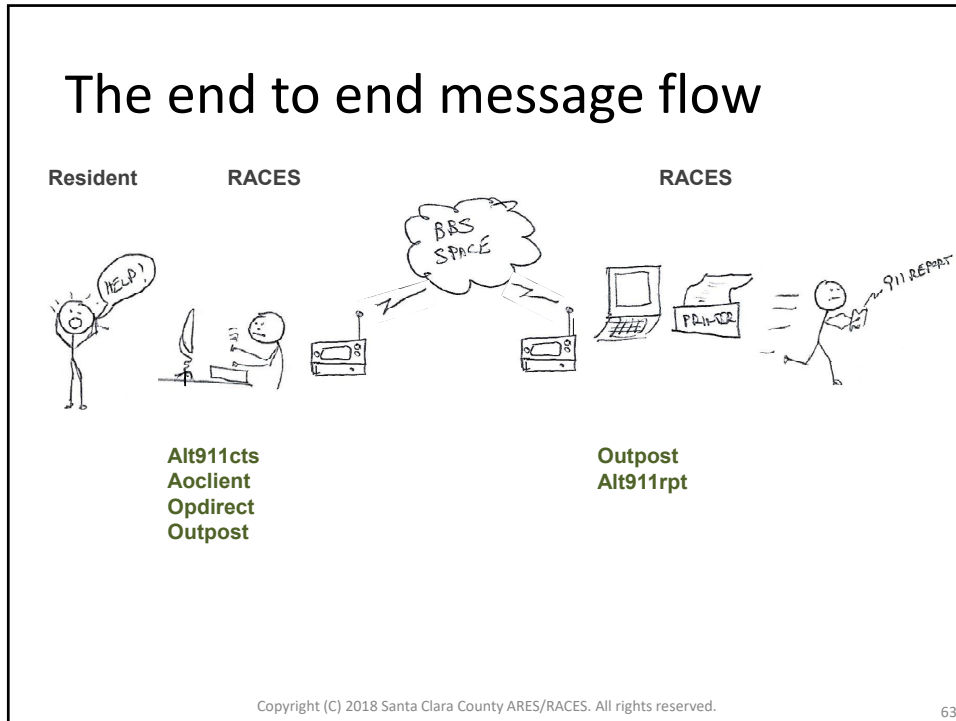 The end to end message flow
Resident RACES RACES
HELP!
BBS
SPACE
PRINTER
911 REPORT
Alt911cts
Aoclient
Opdirect
Outpost
Outpost
Alt911rpt
Copyright (C) 2018 Santa Clara County ARES/RACES. All rights reserved.
63